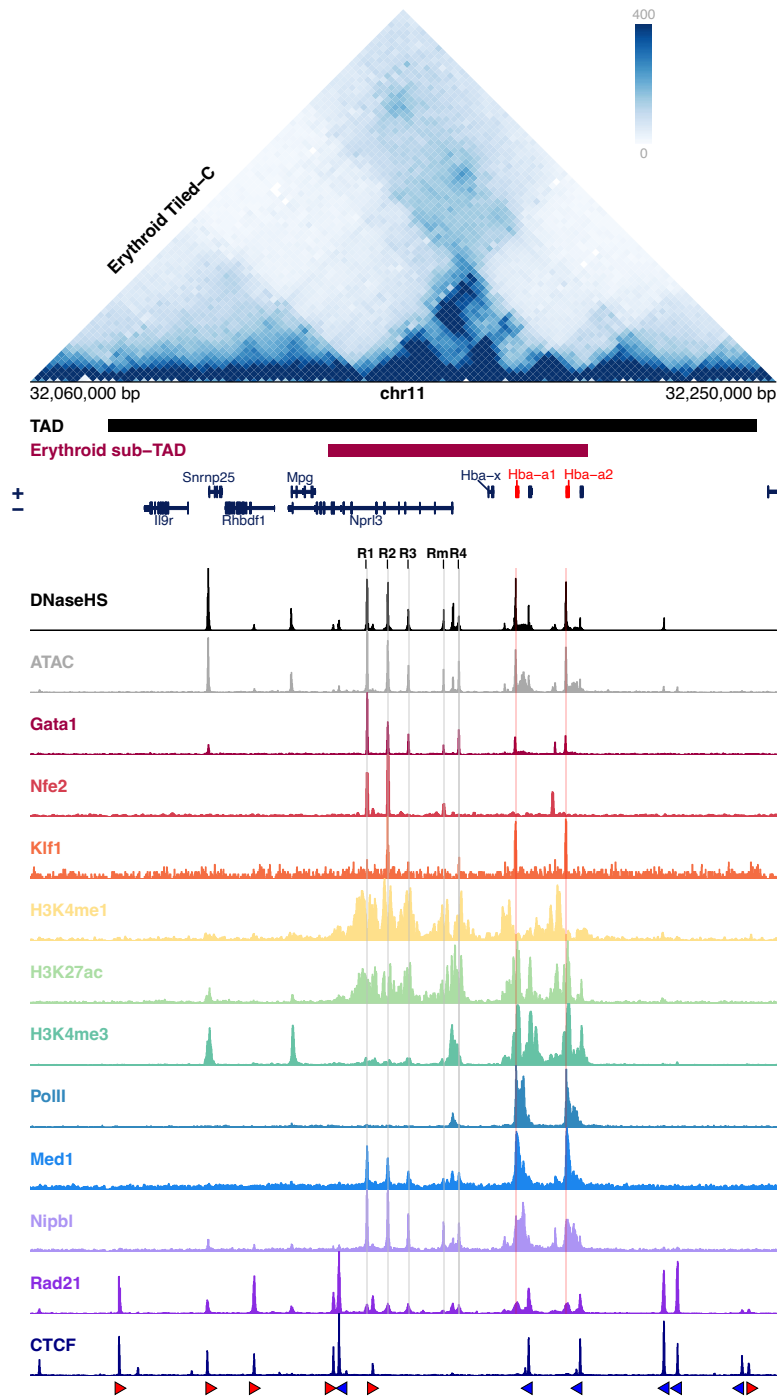 400
0
Erythroid Tiled–C
32,060,000 bp chr11 32,250,000 bp
TAD
Erythroid sub−TAD
Snrnp25 Mpg Hba−x Hba−a1 Hba−a2
+
−
Il9r Rhbdf1 Nprl3
R1 R2 R3 Rm R4
DNaseHS
ATAC
Gata1
Nfe2
Klf1
H3K4me1
H3K27ac
H3K4me3
PolII
Med1
Nipbl
Rad21
CTCF